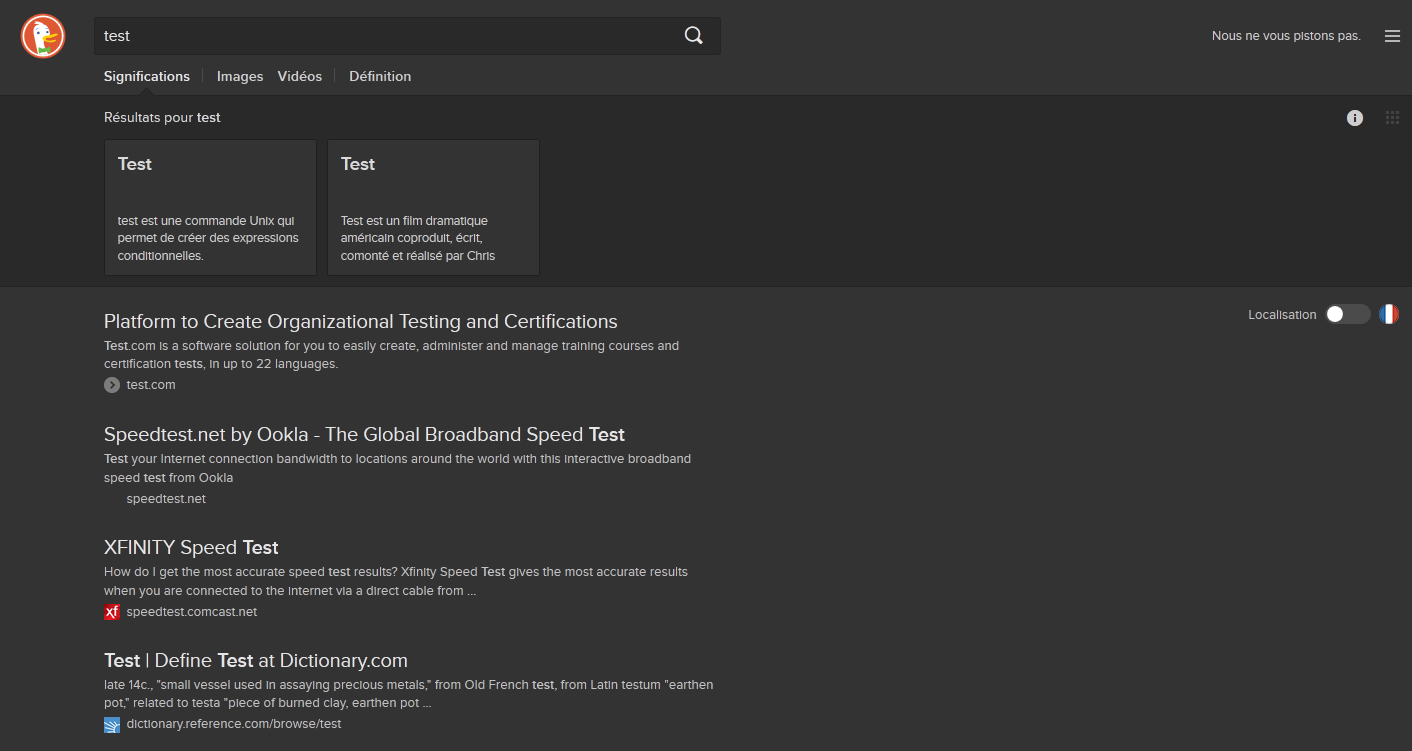 test
Nous ne vous pistons pas.
Significations
Images
Vidéos
Définition
Résultats pour test
Test
test est une commande Unix qui
permet de créer des expressions
conditionnelles.
Test
Test est un film dramatique
américain coproduit, écrit,
comonté et réalisé par Chris
Localisation
Platform to Create Organizational Testing and Certifications
Test.com is a software solution for you to easily create, administer and manage training courses and
certification tests, in up to 22 languages.
test.com
Speedtest.net by Ookla - The Global Broadband Speed Test
Test your Internet connection bandwidth to locations around the world with this interactive broadband
speed test from Ookla
speedtest.net
XFINITY Speed Test
How do I get the most accurate speed test results? Xfinity Speed Test gives the most accurate results
when you are connected to the internet via a direct cable from ...
xf speedtest.comcast.net
Test | Define Test at Dictionary.com
late 14c., "small vessel used in assaying precious metals," from Old French test, from Latin testum "earthen
pot," related to testa "piece of burned clay, earthen pot ...
dictionary.reference.com/browse/test